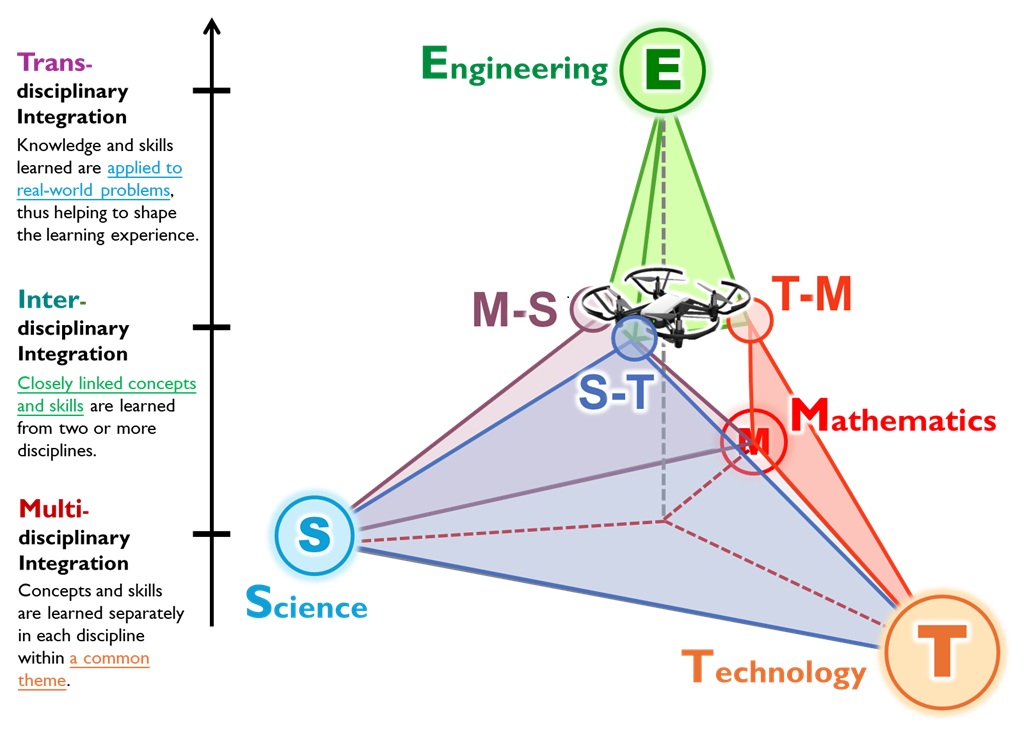 Trans-
disciplinary
Integration
Knowledge and skills
learned are applied to
real-world problems,
thus helping to shape
the learning experience.
Inter-
disciplinary
Integration
Closely linked concepts
and skills are learned
from two or more
disciplines.
Multi-
disciplinary
Integration
Concepts and skills
are learned separately
in each discipline
within a common
theme.
Engineering
E
M-S
T-M
S-T
Mathematics
M
S
Science
Technology
T